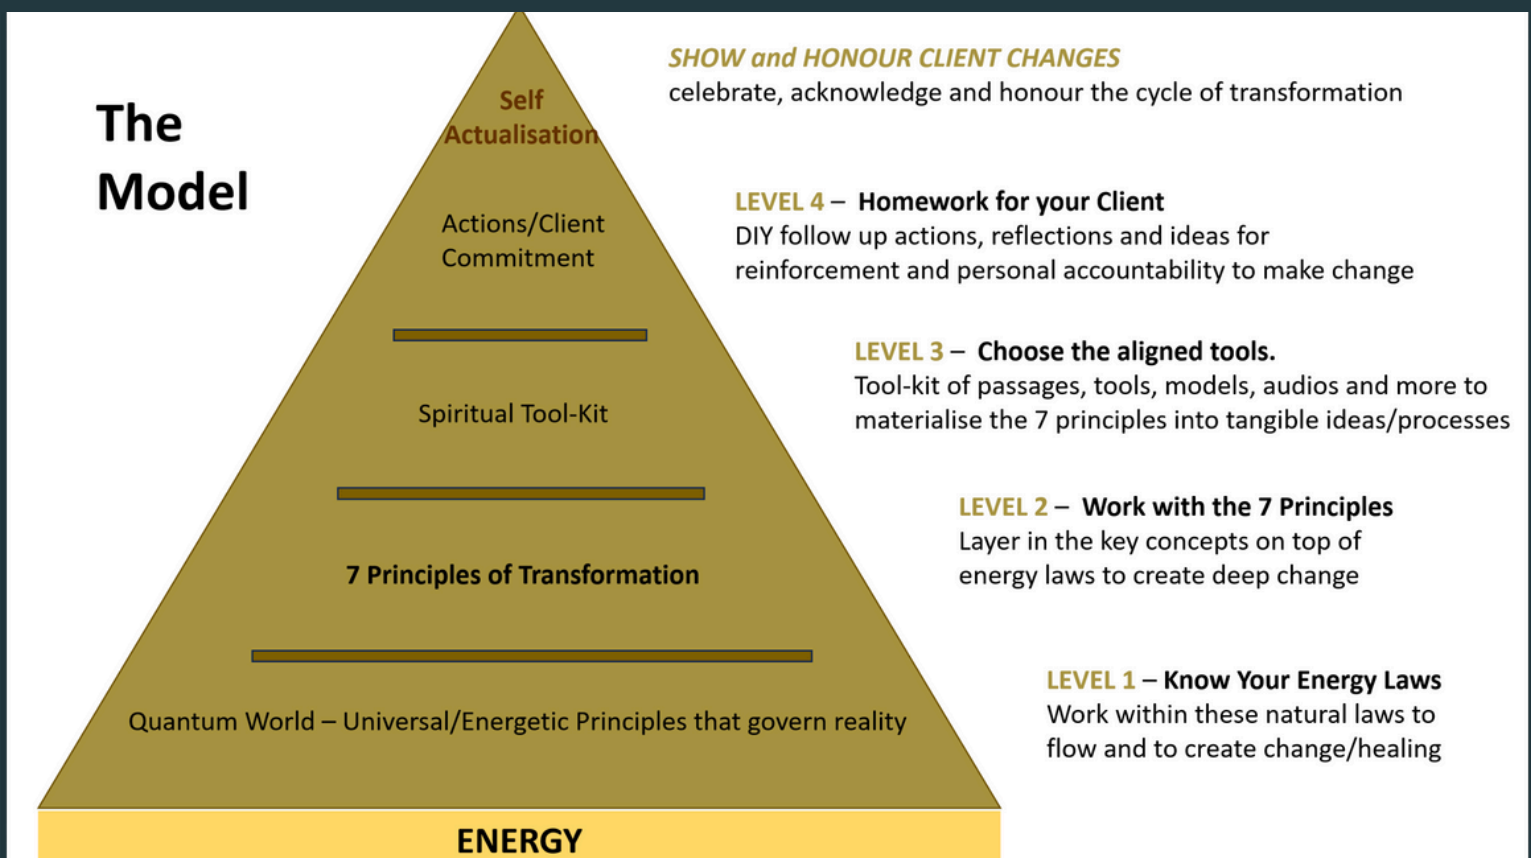 The
Model
Self
Actualisation
SHOW and HONOUR CLIENT CHANGES
celebrate, acknowledge and honour the cycle of transformation
Actions/Client
Commitment
LEVEL 4 – Homework for your Client
DIY follow up actions, reflections and ideas for
reinforcement and personal accountability to make change
Spiritual Tool-Kit
LEVEL 3 – Choose the aligned tools.
Tool-kit of passages, tools, models, audios and more to
materialise the 7 principles into tangible ideas/processes
7 Principles of Transformation
LEVEL 2 – Work with the 7 Principles
Layer in the key concepts on top of
energy laws to create deep change
Quantum World – Universal/Energetic Principles that govern reality
LEVEL 1 – Know Your Energy Laws
Work within these natural laws to
flow and to create change/healing
ENERGY